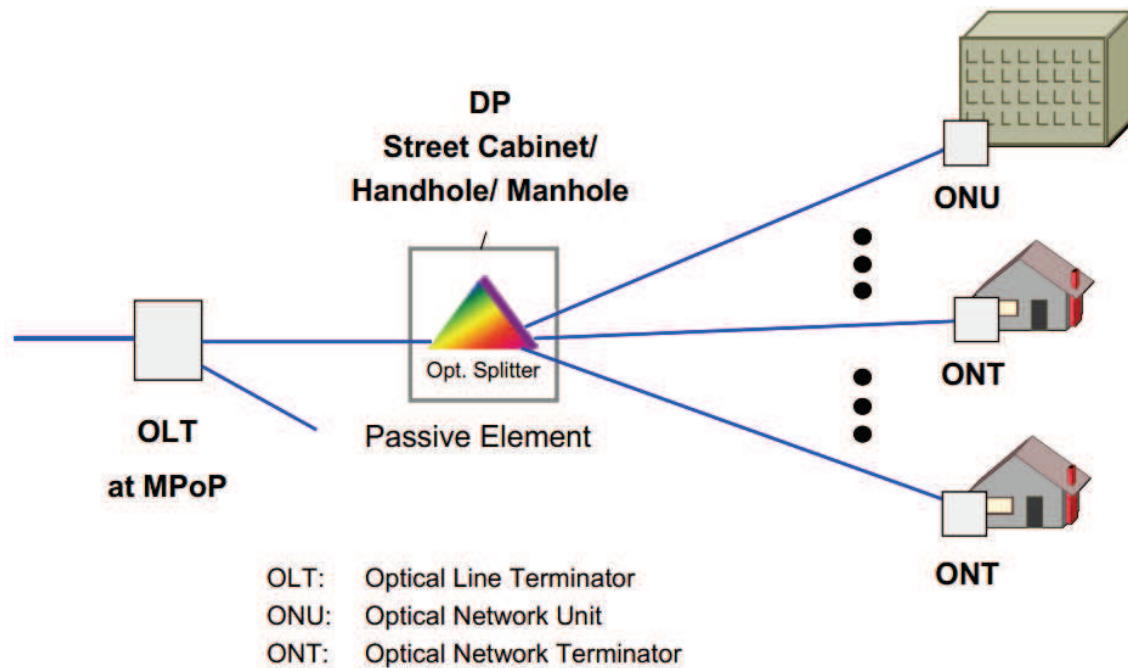 DP
Street Cabinet/
Handhole/ Manhole
ONU
Opt. Splitter
ONT
OLT
at MPoP
Passive Element
ONT
OLT: Optical Line Terminator
ONU: Optical Network Unit
ONT: Optical Network Terminator